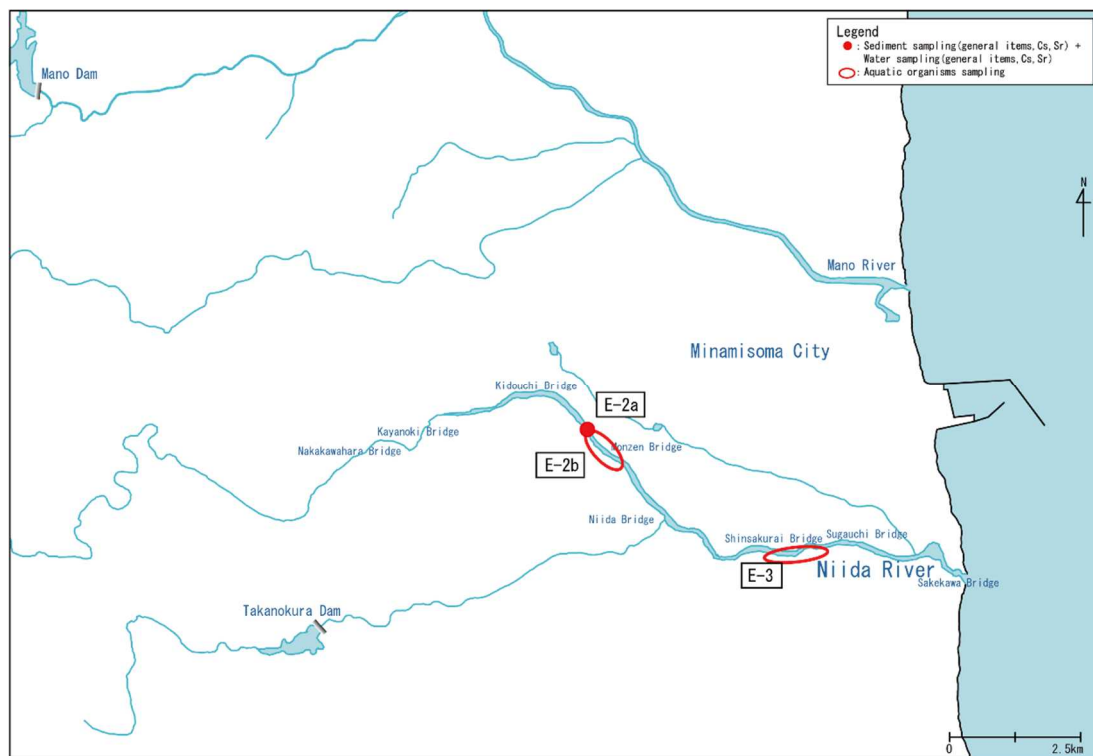 Legend
: Sediment sampling(general items,Cs,Sr) +
Water sampling(general items,Cs,Sr)
: Aquatic organisms sampling
Mano Dam
N
Mano River
Minamisoma City
Kidouchi Bridge
E-2a
Kayanoki Bridge
Monzen Bridge
Nakakawahara Bridge
E-2b
Niida Bridge
Shinsakurai Bridge
Sugauchi Bridge
E-3
Niida River
Sakekawa Bridge
Takanokura Dam
0
2.5km